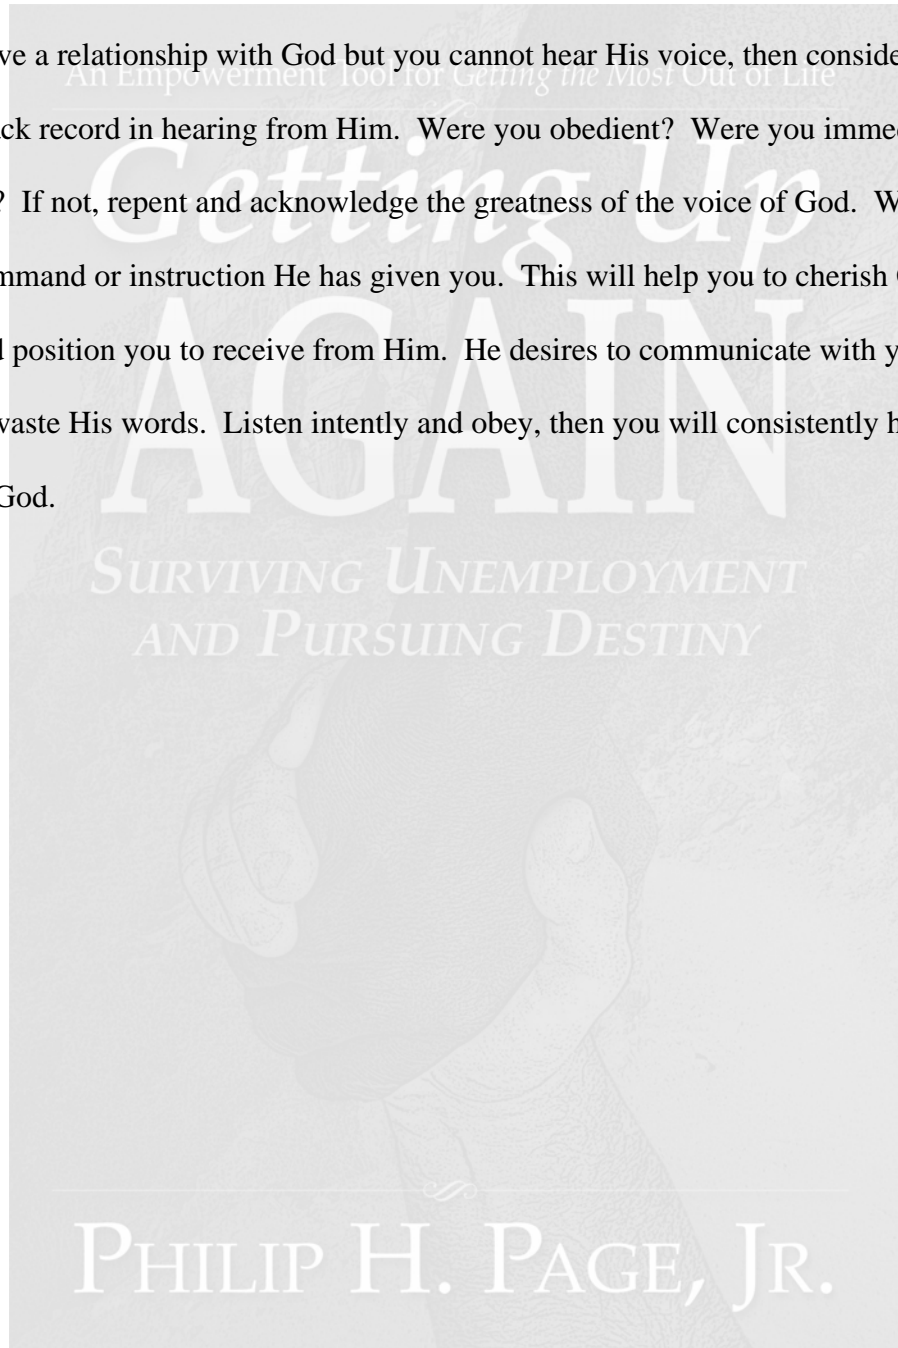 ve a relationship with God but you cannot hear His voice, then conside
An Empowerment Tool for Getting the Most Out of Life
ck record in hearing from Him.  Were you obedient?  Were you immed
Getting Up
?  If not, repent and acknowledge the greatness of the voice of God.  W
mmand or instruction He has given you.  This will help you to cherish
AGAIN
d position you to receive from Him.  He desires to communicate with y
waste His words.  Listen intently and obey, then you will consistently h
God.
SURVIVING UNEMPLOYMENT
AND PURSUING DESTINY
PHILIP H. PAGE, JR.